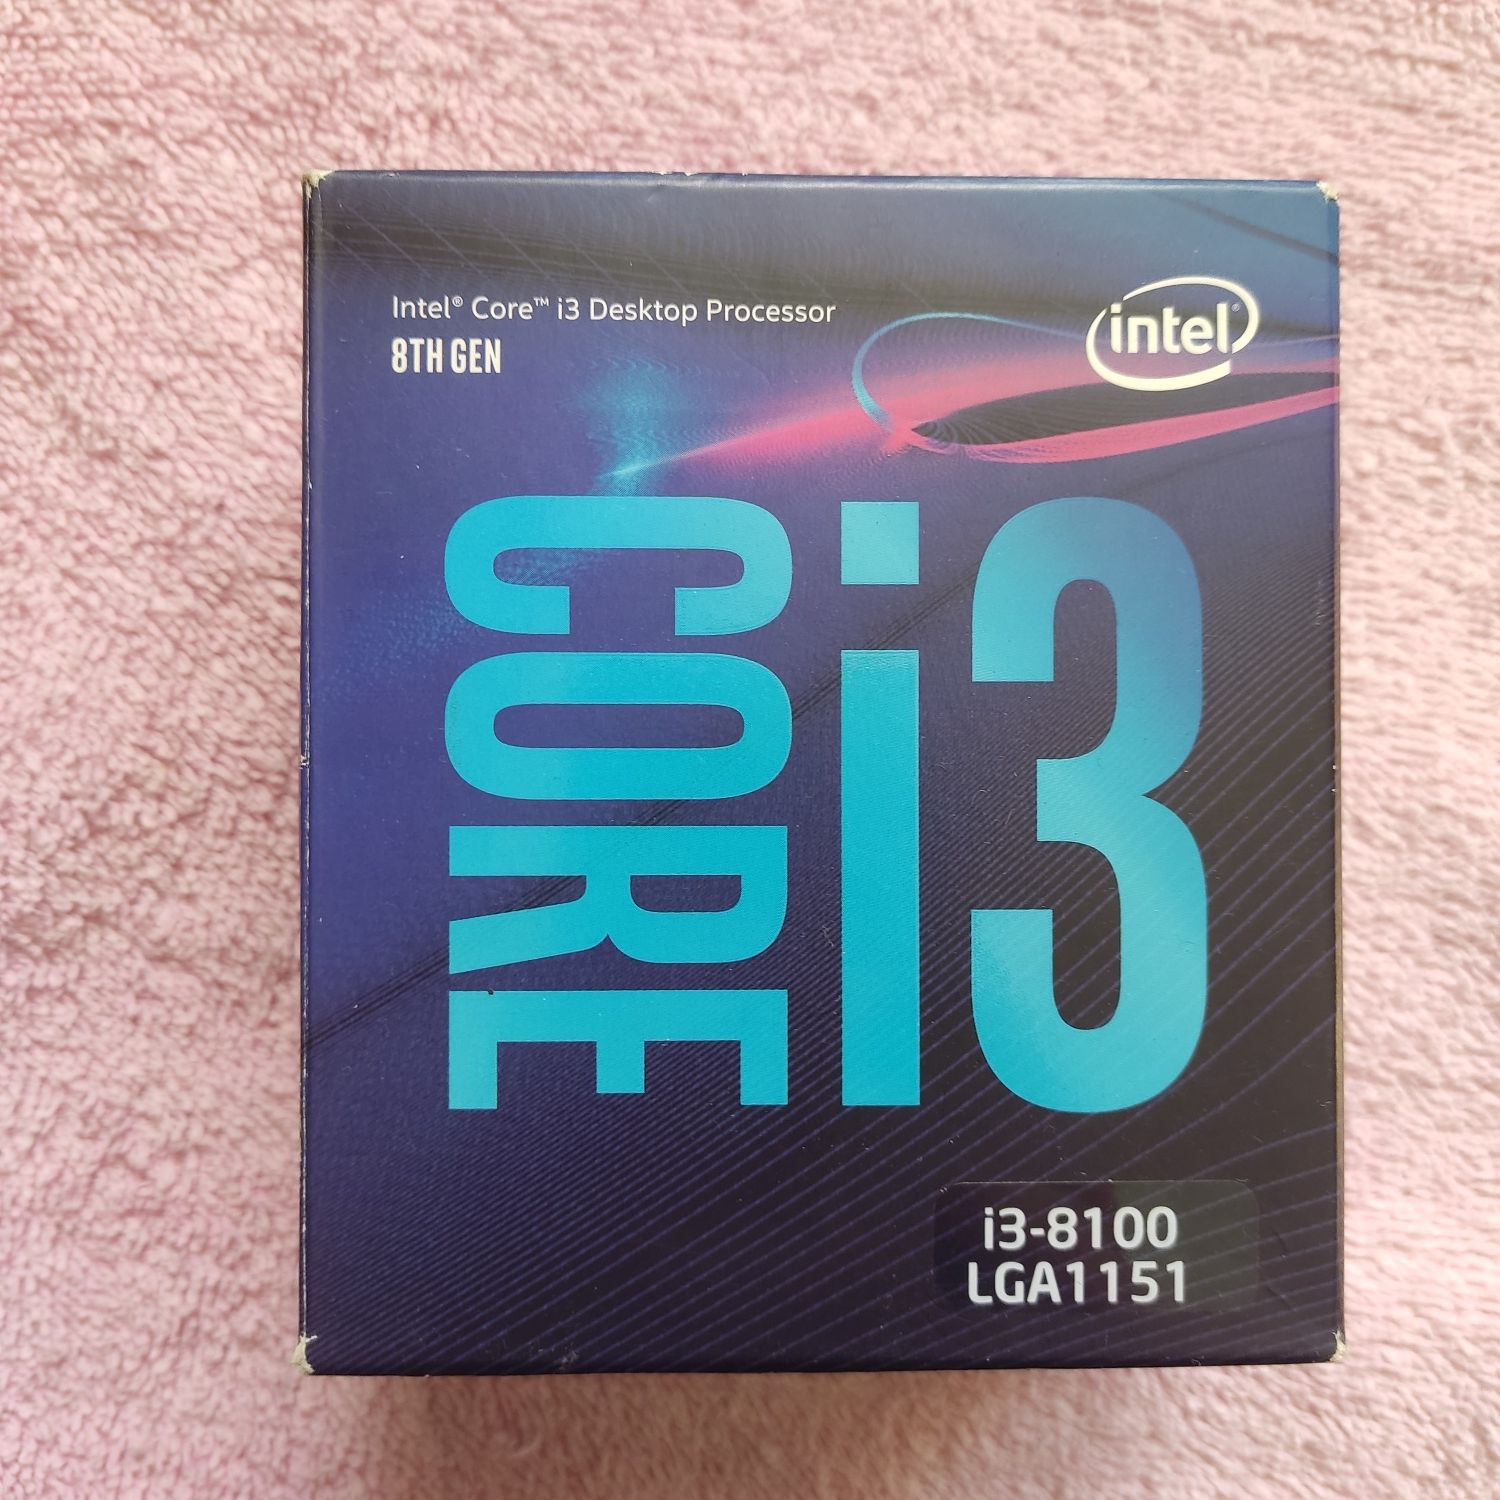 Intel® Core™ i3 Desktop Processor
8TH GEN
intel®
CORE
i3
i3-8100
LGA1151